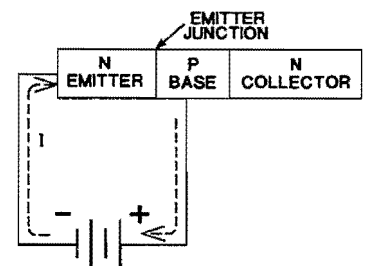 EMITTER
JUNCTION
N P N
EMITTER BASE COLLECTOR
I
- +